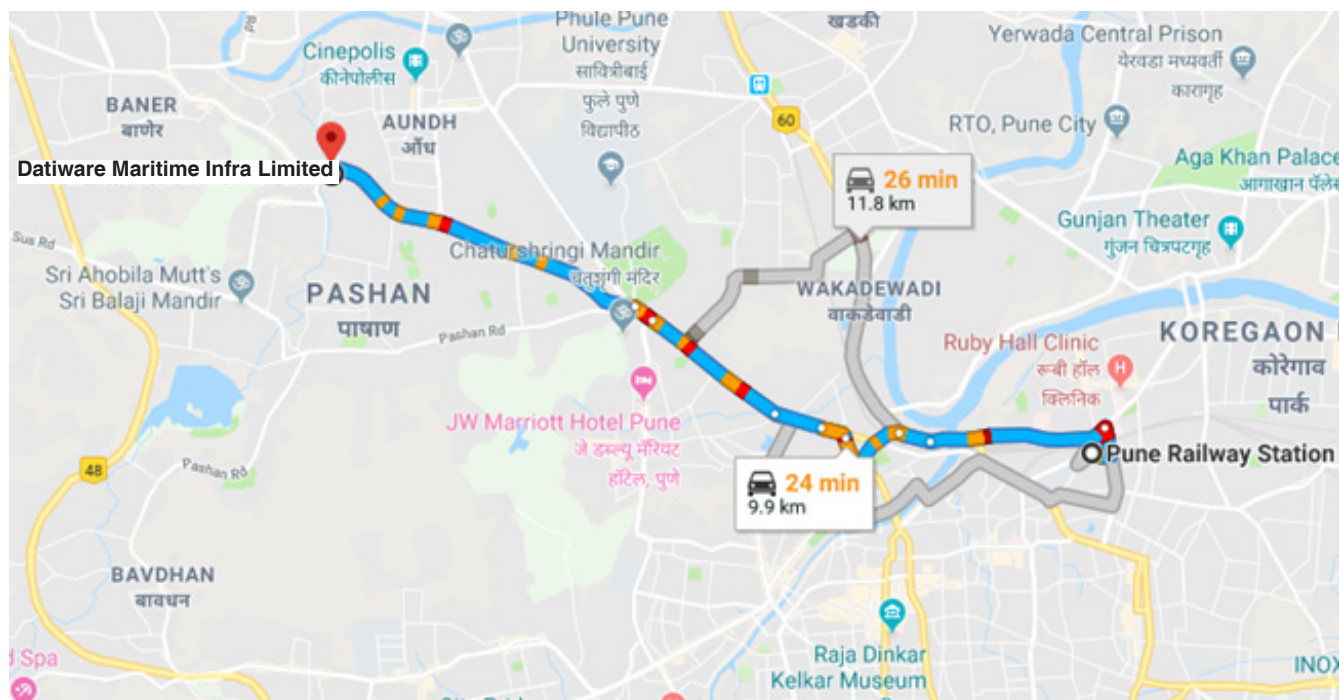 Phule Pune
University
सावित्रीबाई
फुले पुणे
विद्यापीठ
खडकी
Yerwada Central Prison
येरवडा मध्यवर्ती
कारागृह
Rd
Cinepolis
कीनेपोलीस
BANER
बाणेर
AUNDH
औंध
60
RTO, Pune City
Aga Khan Palace
आगाखान पॅलेस
Datiware Maritime Infra Limited
26 min
11.8 km
Gunjan Theater
गुंजन चित्रपटगृह
Sus Rd
Chaturshringi Mandir
चतुःशृंगी मंदिर
Sri Ahobila Mutt's
Sri Balaji Mandir
PASHAN
पाषाण
WAKADEWADI
वाकडेवाडी
Pashan Rd
Ruby Hall Clinic
रूबी हॉल
क्लिनिक
H
KOREGAON
कोरेगाव
पार्क
JW Marriott Hotel Pune
जे डब्ल्यू मॅरियट
हॉटेल, पुणे
48
Pashan Rd
Pune Railway Station
24 min
9.9 km
BAVDHAN
बावधन
Raja Dinkar
Kelkar Museum
Spa
INOX